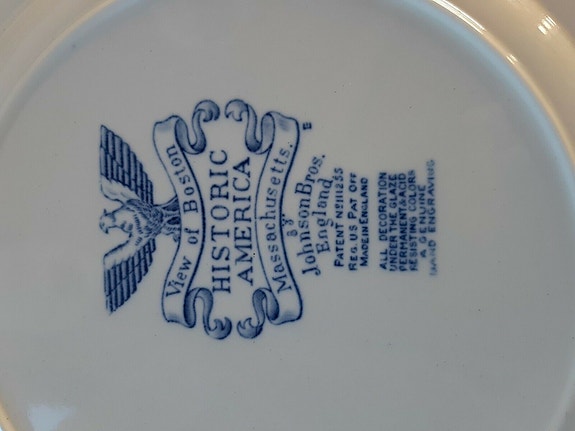 View of Boston
HISTORIC
AMERICA
Massachusetts.
By
Johnson Bros.
England
PATENT No 111255
REG. US PAT OFF
MADE IN ENGLAND
ALL DECORATION
UNDER THE GLAZE
PERMANENT & ACID
RESISTING COLORS
A GENUINE
HAND ENGRAVING